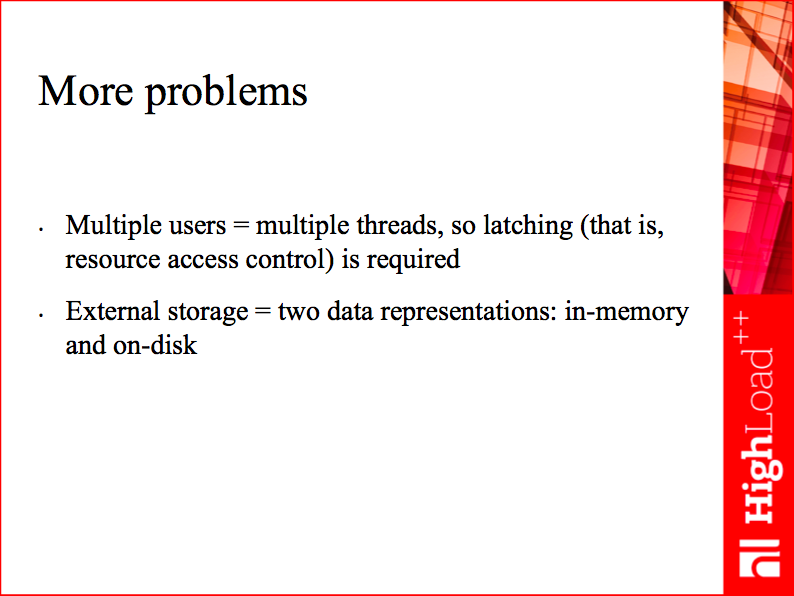 More problems
• Multiple users = multiple threads, so latching (that is,
resource access control) is required
• External storage = two data representations: in-memory
and on-disk
HighLoad++